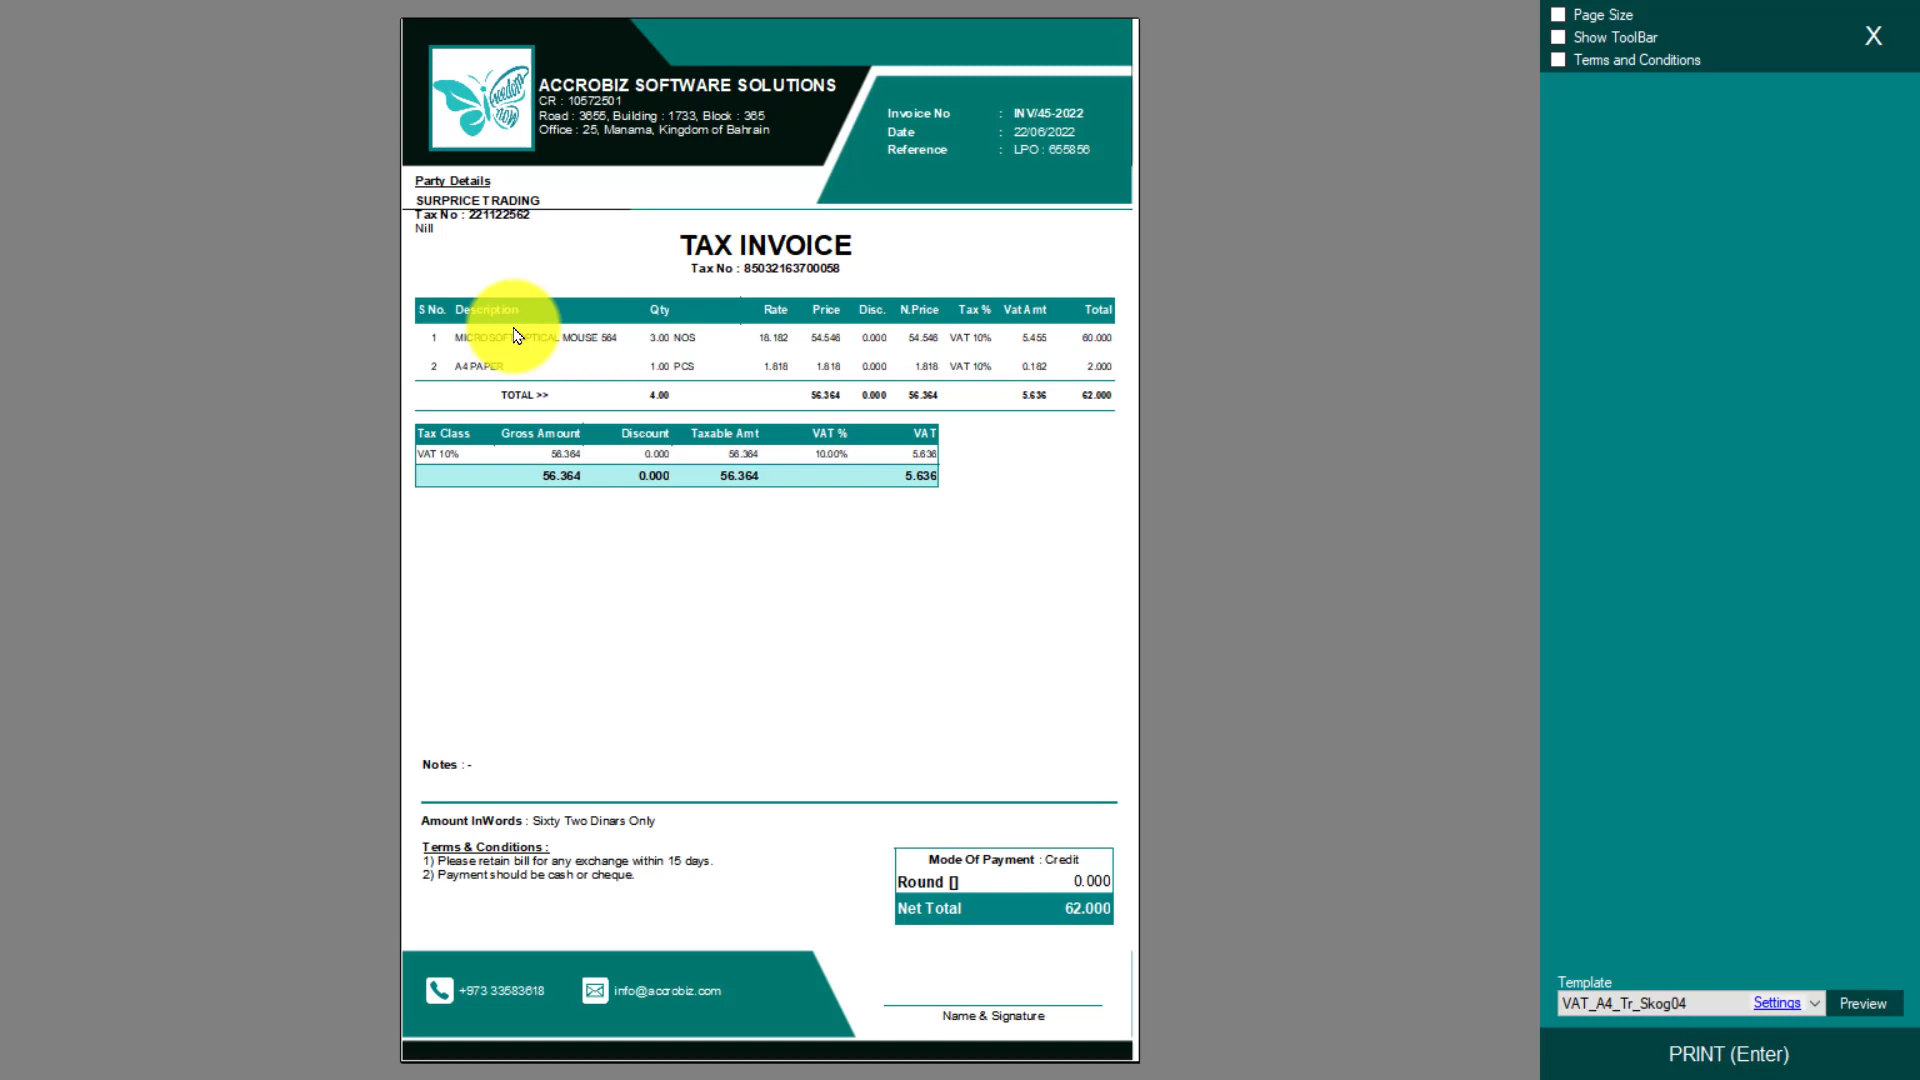 Page Size
Show ToolBar
Terms and Conditions
X
freedom
now
ACCROBIZ SOFTWARE SOLUTIONS
CR : 10572501
Road : 3655, Building : 1733, Block : 365
Office : 25, Manama, Kingdom of Bahrain
Invoice No : INV/45-2022
Date : 22/06/2022
Reference : LPO : 655856
Party Details
SURPRICE TRADING
Tax No : 221122562
Nill
TAX INVOICE
Tax No : 85032163700058
S No. Description Qty Rate Price Disc. N.Price Tax % Vat Amt Total
1 MICROSOFT OPTICAL MOUSE 564 3.00 NOS 18.182 54.546 0.000 54.546 VAT 10% 5.455 60.000
2 A4 PAPER 1.00 PCS 1.818 1.818 0.000 1.818 VAT 10% 0.182 2.000
TOTAL >> 4.00 56.364 0.000 56.364 5.636 62.000
Tax Class Gross Amount Discount Taxable Amt VAT % VAT
VAT 10% 56.364 0.000 56.364 10.00% 5.636
56.364 0.000 56.364 5.636
Notes : -
Amount InWords : Sixty Two Dinars Only
Terms & Conditions :
1) Please retain bill for any exchange within 15 days.
2) Payment should be cash or cheque.
Mode Of Payment : Credit
Round [] 0.000
Net Total 62.000
+973 33583618 info@accrobiz.com
Name & Signature
Template
VAT_A4_Tr_Skog04 Settings Preview
PRINT (Enter)